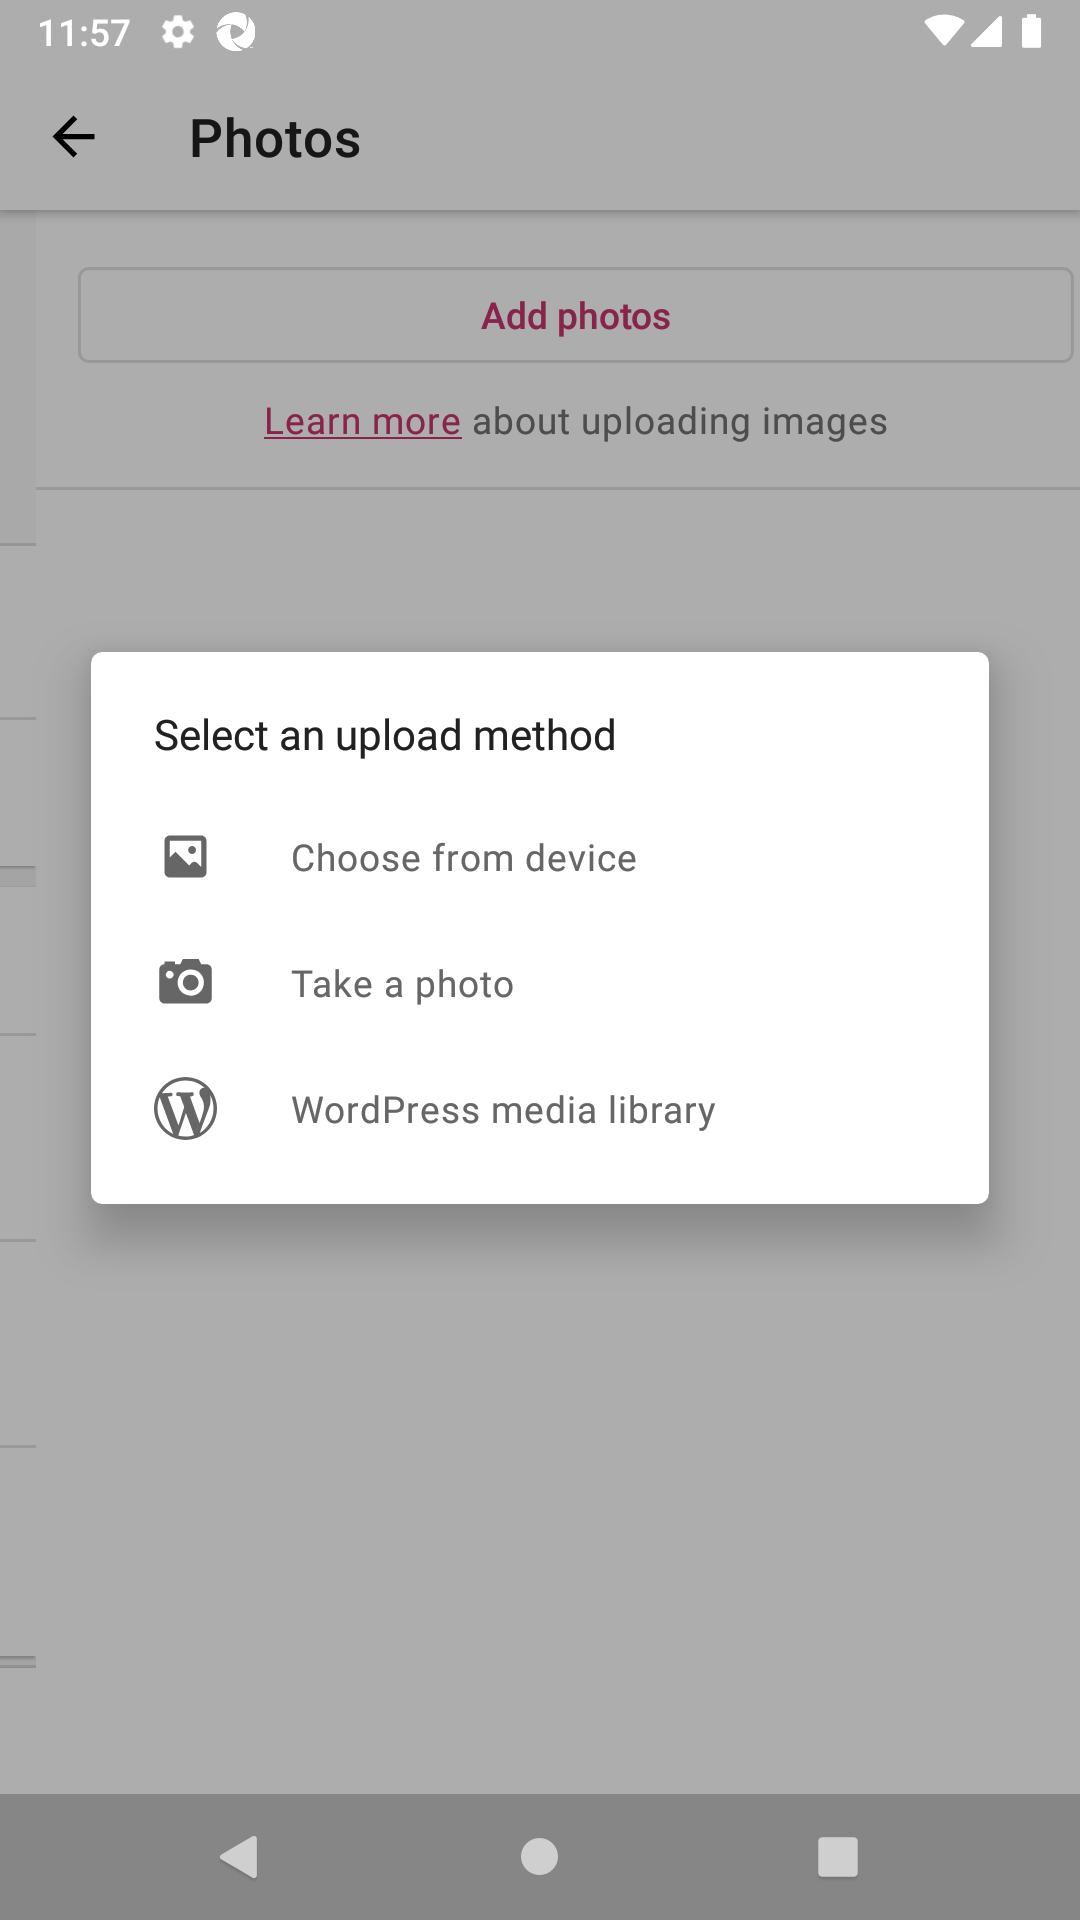 11:57
Photos
Add photos
Learn more about uploading images
Select an upload method
Choose from device
Take a photo
WordPress media library